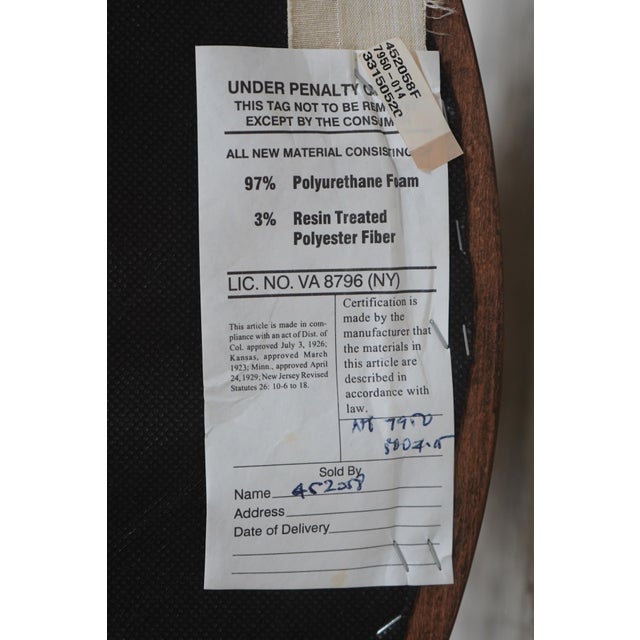 452058F
7950-014
33150520
UNDER PENALTY
THIS TAG NOT TO BE REM
EXCEPT BY THE CONSUM
ALL NEW MATERIAL CONSISTING
97% Polyurethane Foam
3% Resin Treated
Polyester Fiber
LIC. NO. VA 8796 (NY)
This article is made in com-
pliance with an act of Dist. of
Col. approved July 3, 1926;
Kansas, approved March
1923; Minn., approved April
24, 1929; New Jersey Revised
Statutes 26: 10-6 to 18.
Certification is
made by the
manufacturer that
the materials in
this article are
described in
accordance with
law.
Sold By
Name 452058
Address
Date of Delivery